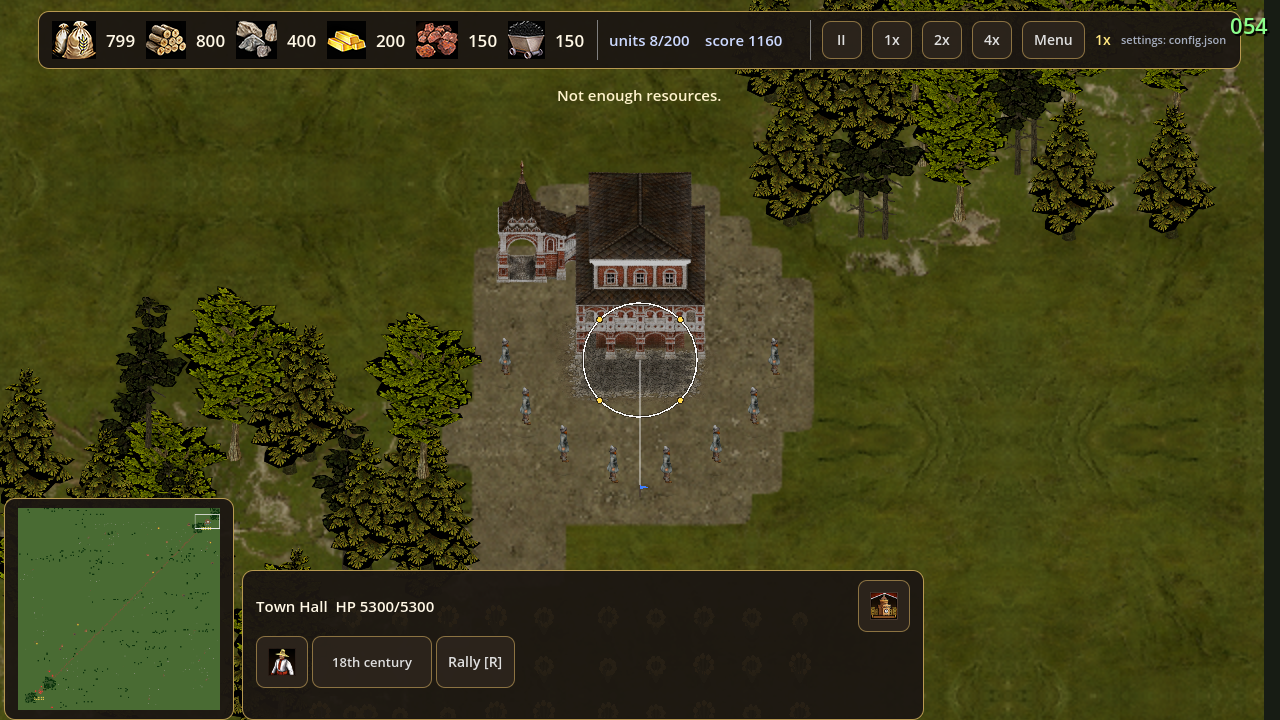 799 800 400 200 150 150 units 8/200 score 1160 II 1x 2x 4x Menu 1x settings: config.json 054
Not enough resources.
Town Hall HP 5300/5300
18th century Rally [R]